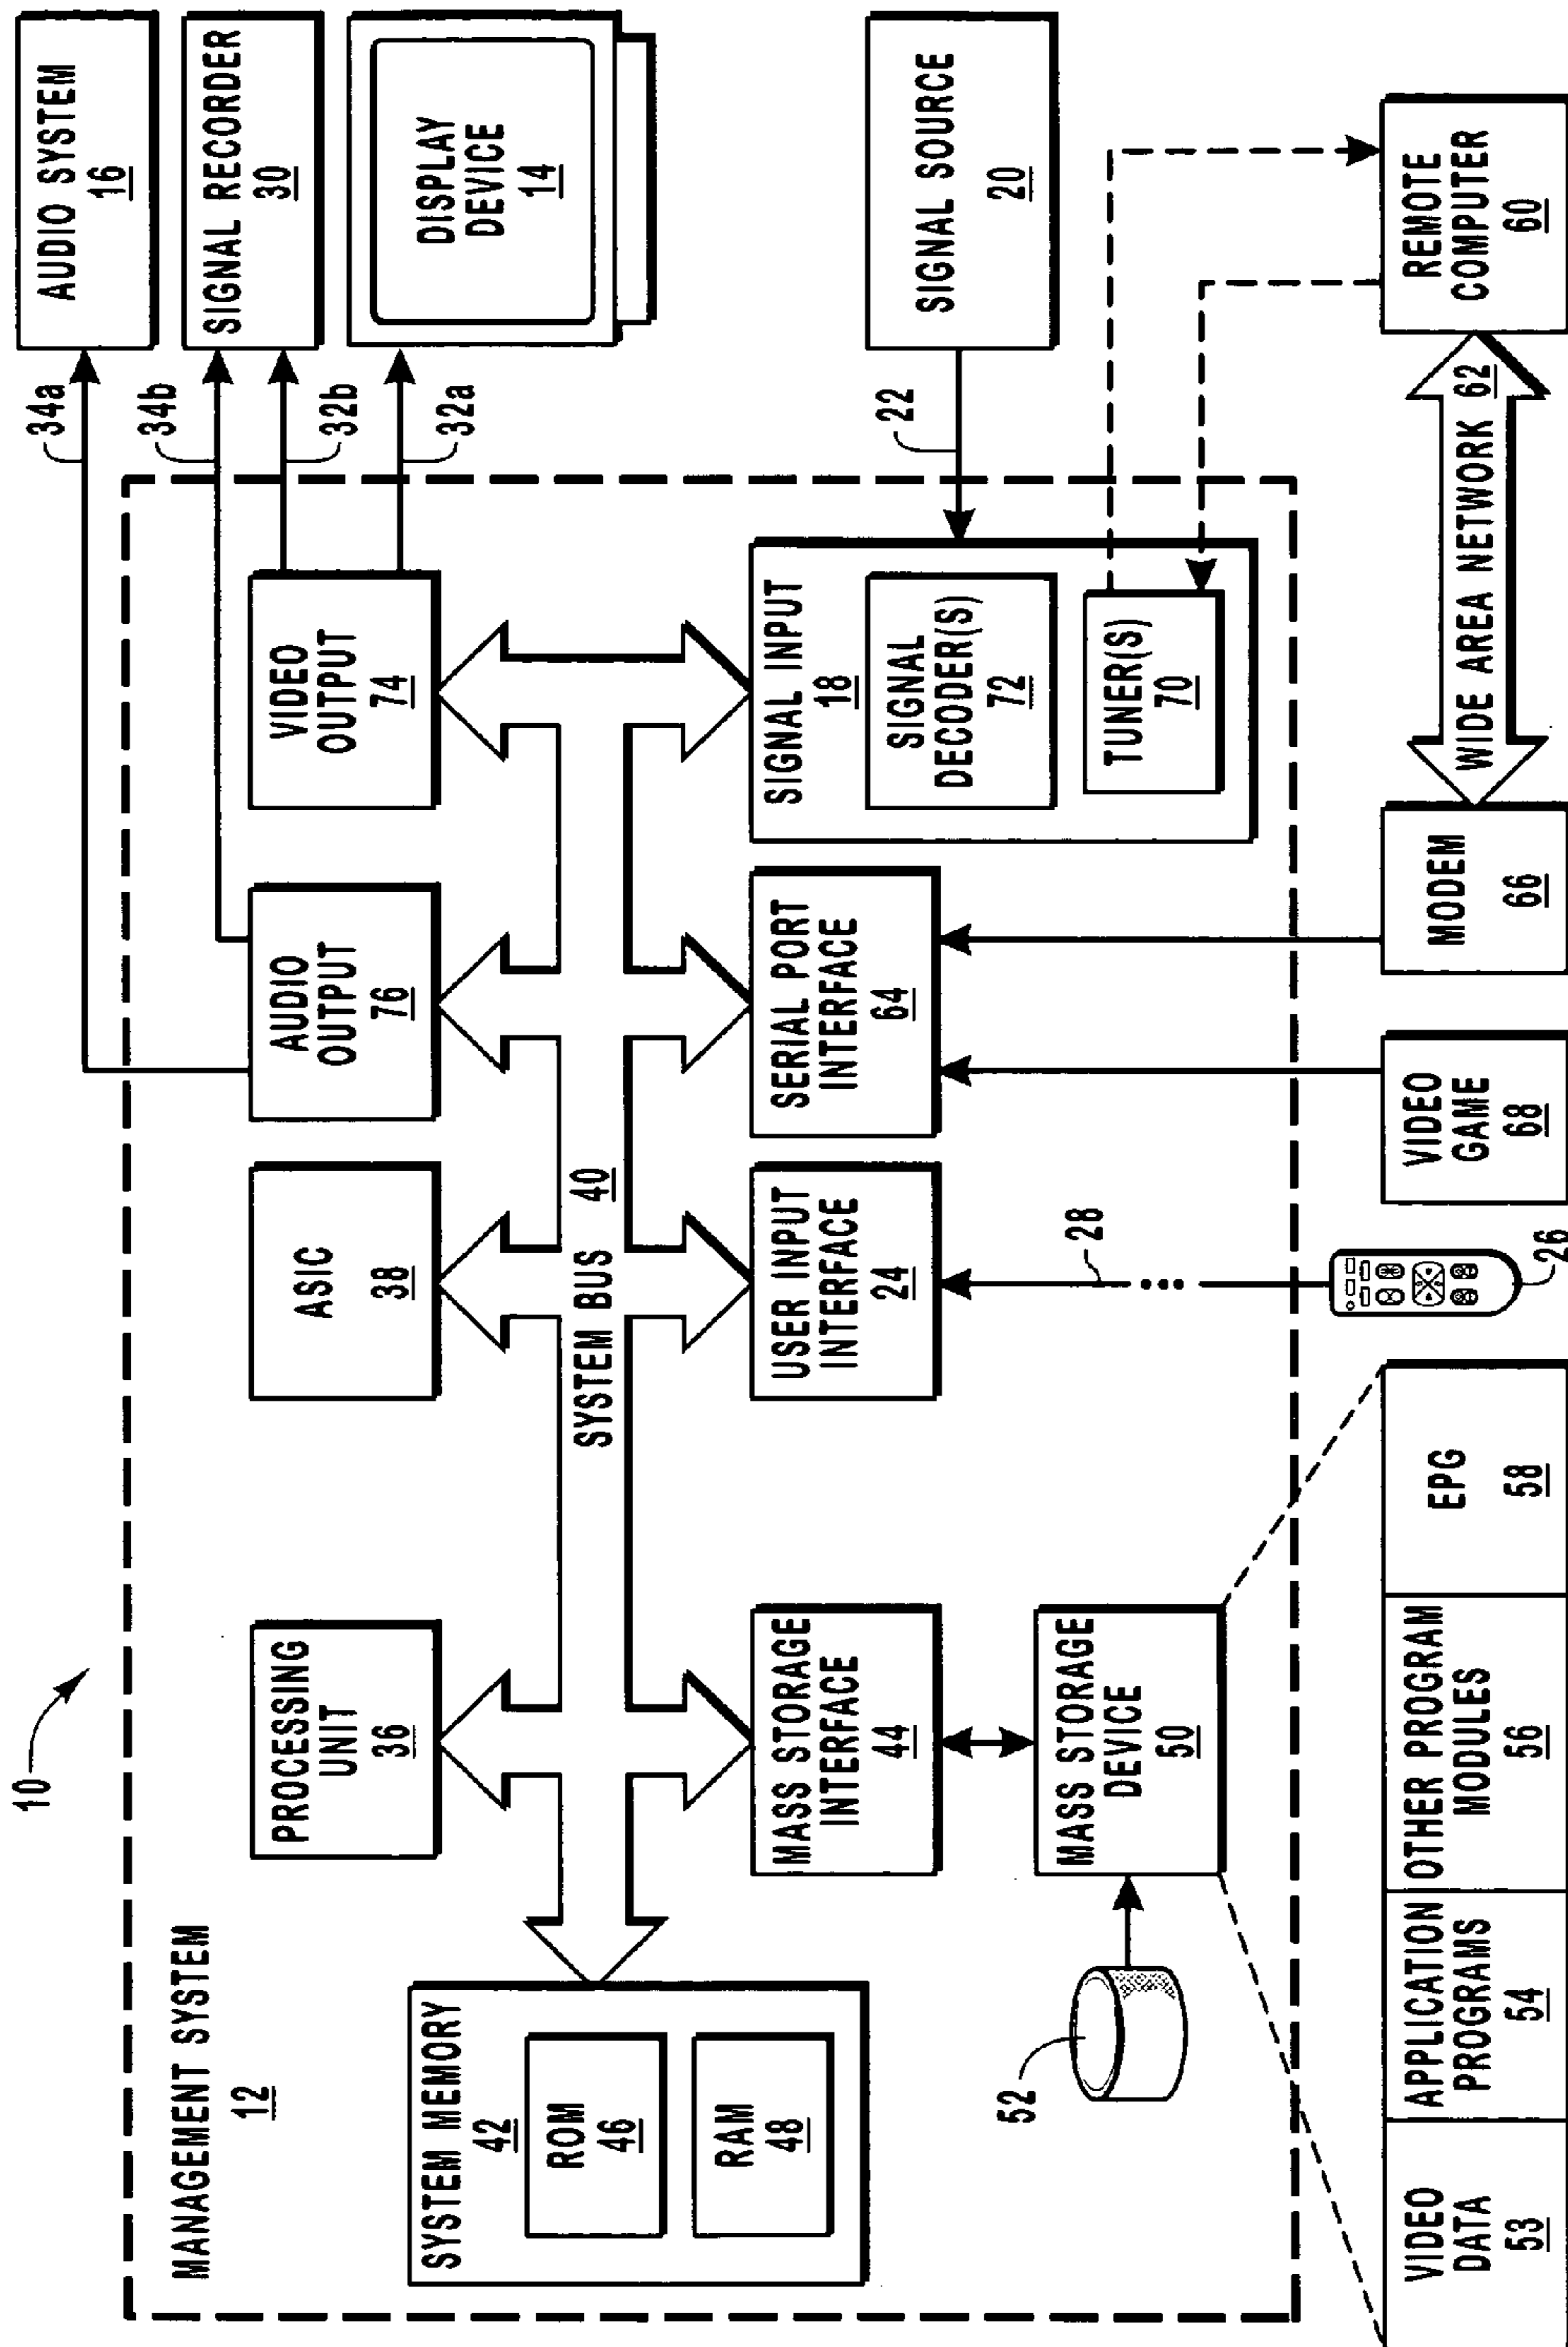 10
MANAGEMENT SYSTEM
12
SYSTEM MEMORY
42
ROM
46
RAM
48
PROCESSING
UNIT
36
ASIC
38
AUDIO
OUTPUT
76
VIDEO
OUTPUT
74
34a
34b
32b
32a
AUDIO SYSTEM
16
SIGNAL RECORDER
30
DISPLAY
DEVICE
14
SYSTEM BUS 40
MASS STORAGE
INTERFACE
44
USER INPUT
INTERFACE
24
SERIAL PORT
INTERFACE
64
SIGNAL INPUT
18
SIGNAL
DECODER(S)
72
TUNER(S)
70
22
SIGNAL SOURCE
20
52
MASS STORAGE
DEVICE
50
28
26
VIDEO
DATA
53
APPLICATION
PROGRAMS
54
OTHER PROGRAM
MODULES
56
EPG
58
VIDEO
GAME
68
MODEM
66
WIDE AREA NETWORK 62
REMOTE
COMPUTER
60